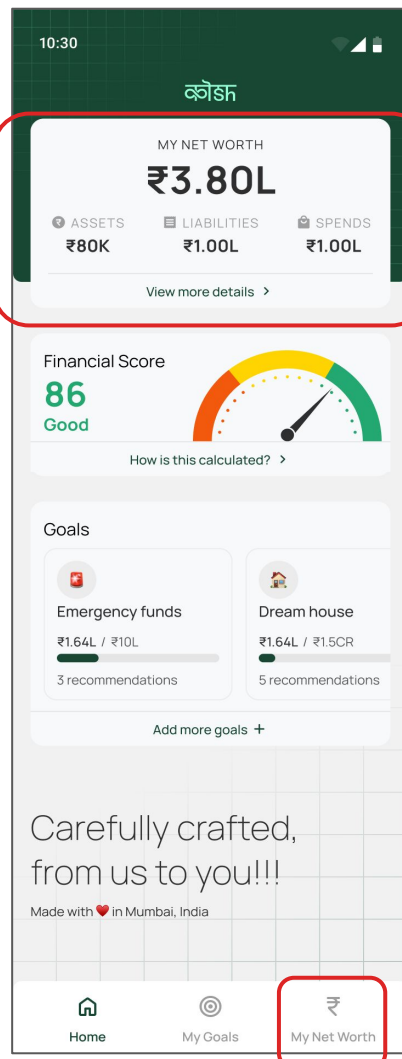 10:30
कोश
MY NET WORTH
₹3.80L
ASSETS LIABILITIES SPENDS
₹80K ₹1.00L ₹1.00L
View more details >
Financial Score
86
Good
How is this calculated? >
Goals
Emergency funds
₹1.64L / ₹10L
3 recommendations
Dream house
₹1.64L / ₹1.5CR
5 recommendations
Add more goals +
Carefully crafted,
from us to you!!!
Made with ❤️ in Mumbai, India
Home My Goals My Net Worth